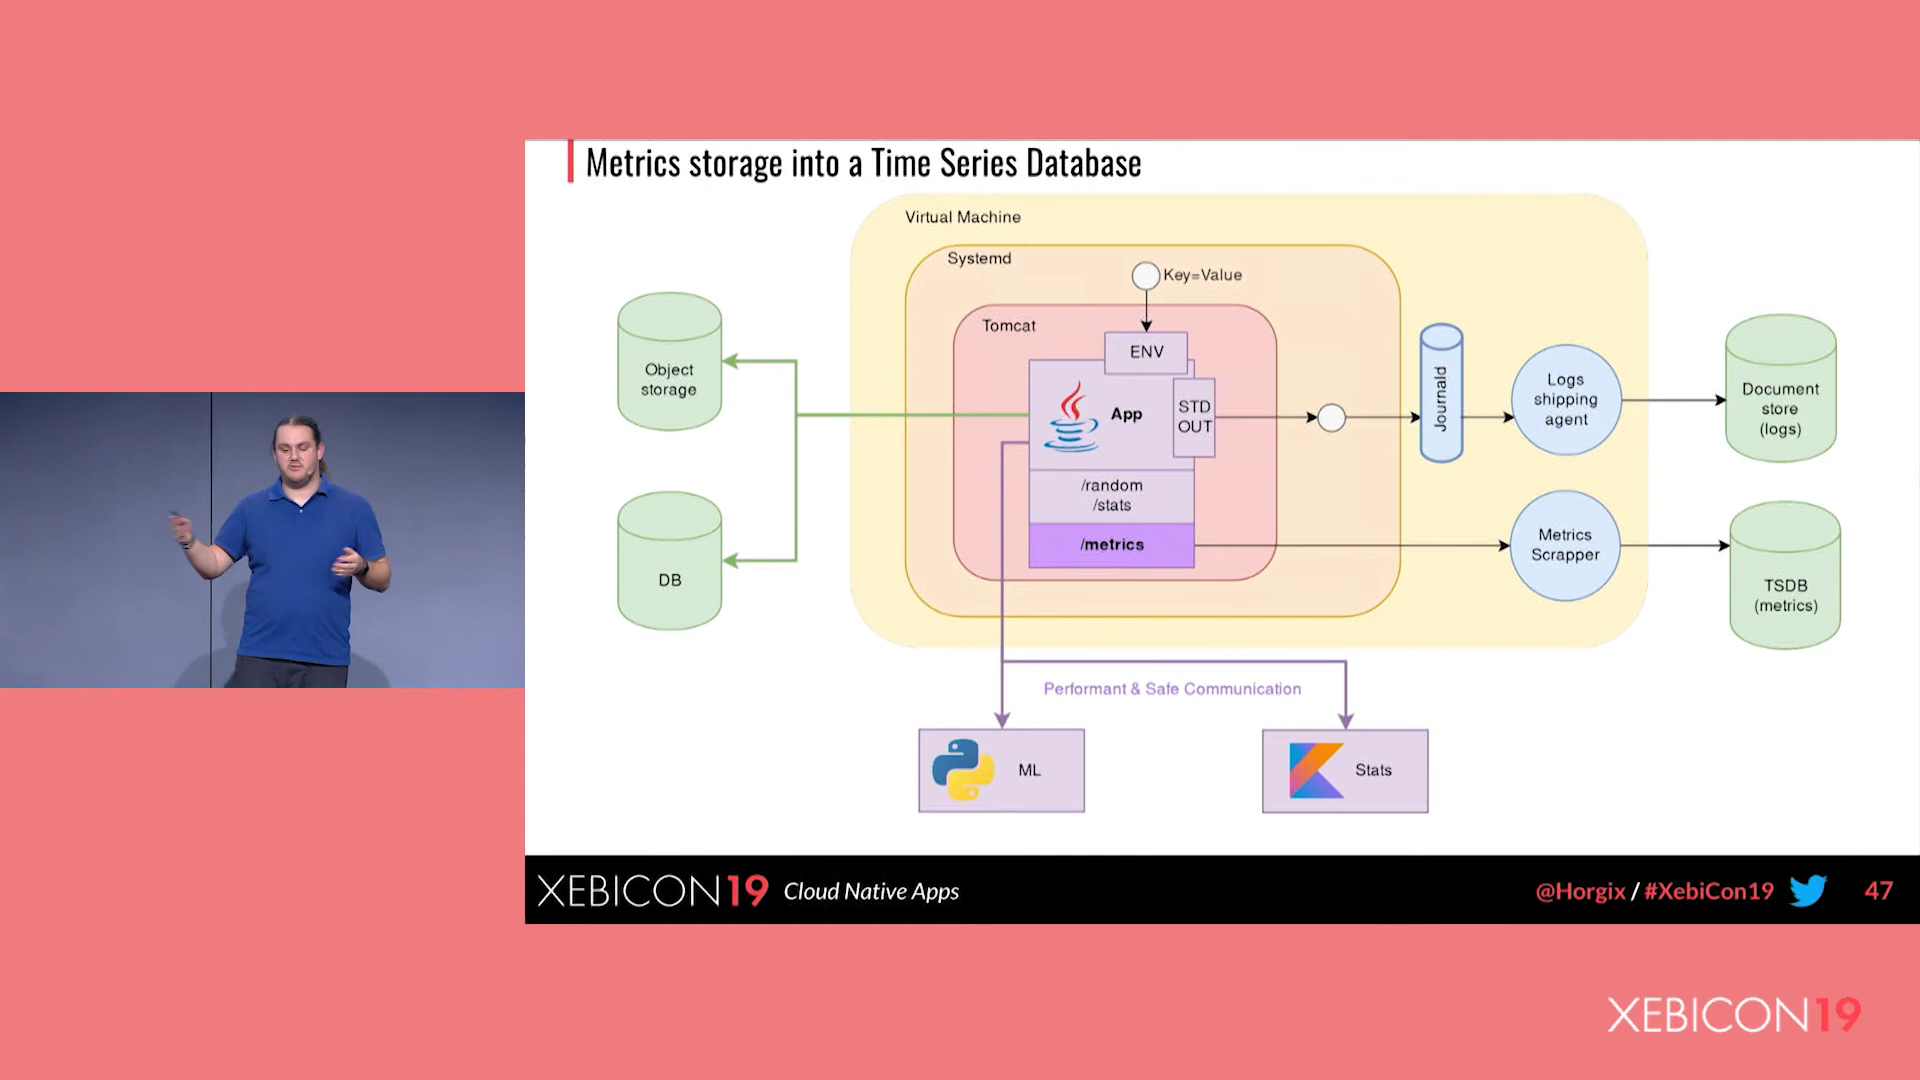 Metrics storage into a Time Series Database
Virtual Machine
Systemd
Key=Value
Tomcat
ENV
Object
storage
App
STD
OUT
Journald
Logs
shipping
agent
Document
store
(logs)
/random
/stats
/metrics
Metrics
Scrapper
DB
TSDB
(metrics)
Performant & Safe Communication
ML
Stats
XEBICON19 Cloud Native Apps
@Horgix / #XebiCon19 47
XEBICON19